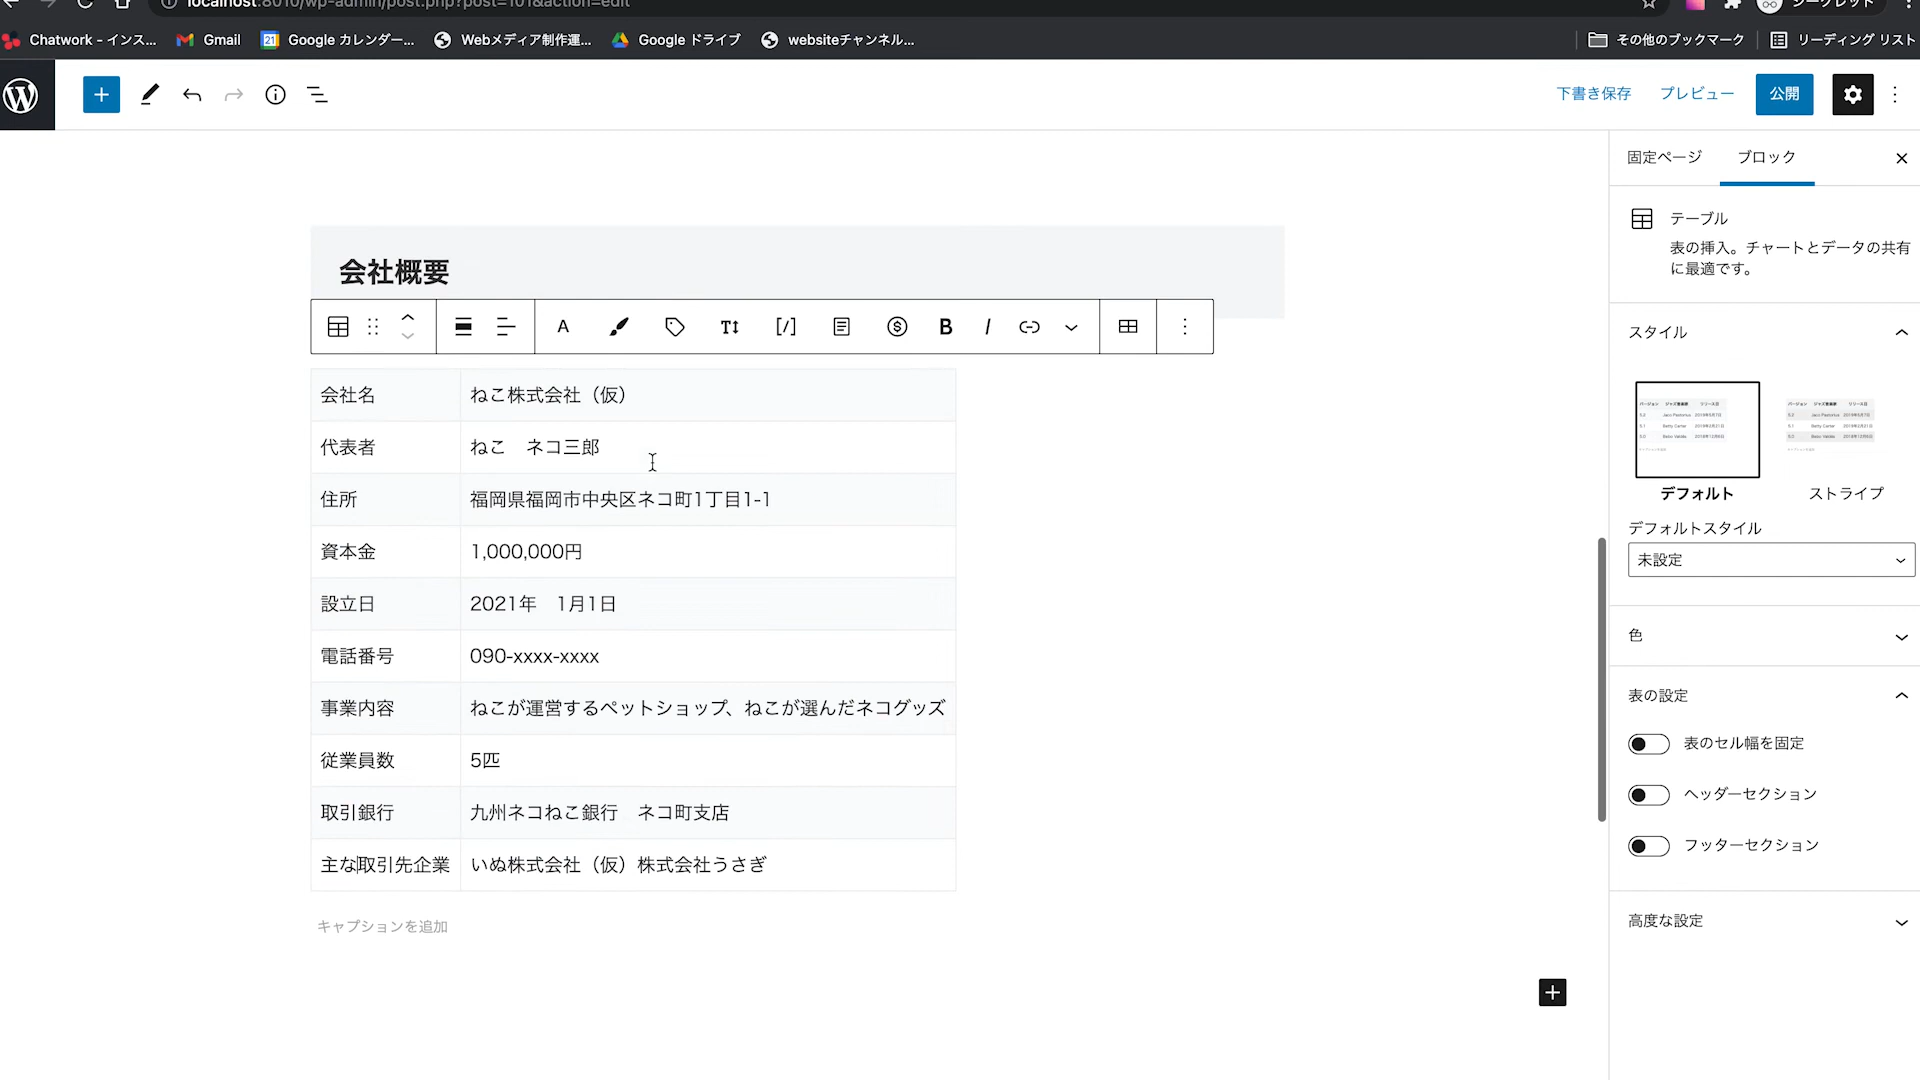 localhost:8010/wp-admin/post.php?post=101&action=edit
シークレット
Chatwork - インス...
Gmail
21
Google カレンダー...
Webメディア制作運...
Google ドライブ
websiteチャンネル...
その他のブックマーク
リーディング リスト
下書き保存
プレビュー
公開
固定ページ
ブロック
テーブル
表の挿入。チャートとデータの共有
に最適です。
会社概要
スタイル
デフォルト
ストライプ
デフォルトスタイル
未設定
色
表の設定
表のセル幅を固定
ヘッダーセクション
フッターセクション
高度な設定
会社名 ねこ株式会社（仮）
代表者 ねこ　ネコ三郎
住所 福岡県福岡市中央区ネコ町1丁目1-1
資本金 1,000,000円
設立日 2021年　1月1日
電話番号 090-xxxx-xxxx
事業内容 ねこが運営するペットショップ、ねこが選んだネコグッズ
従業員数 5匹
取引銀行 九州ネコねこ銀行　ネコ町支店
主な取引先企業 いぬ株式会社（仮）株式会社うさぎ
キャプションを追加